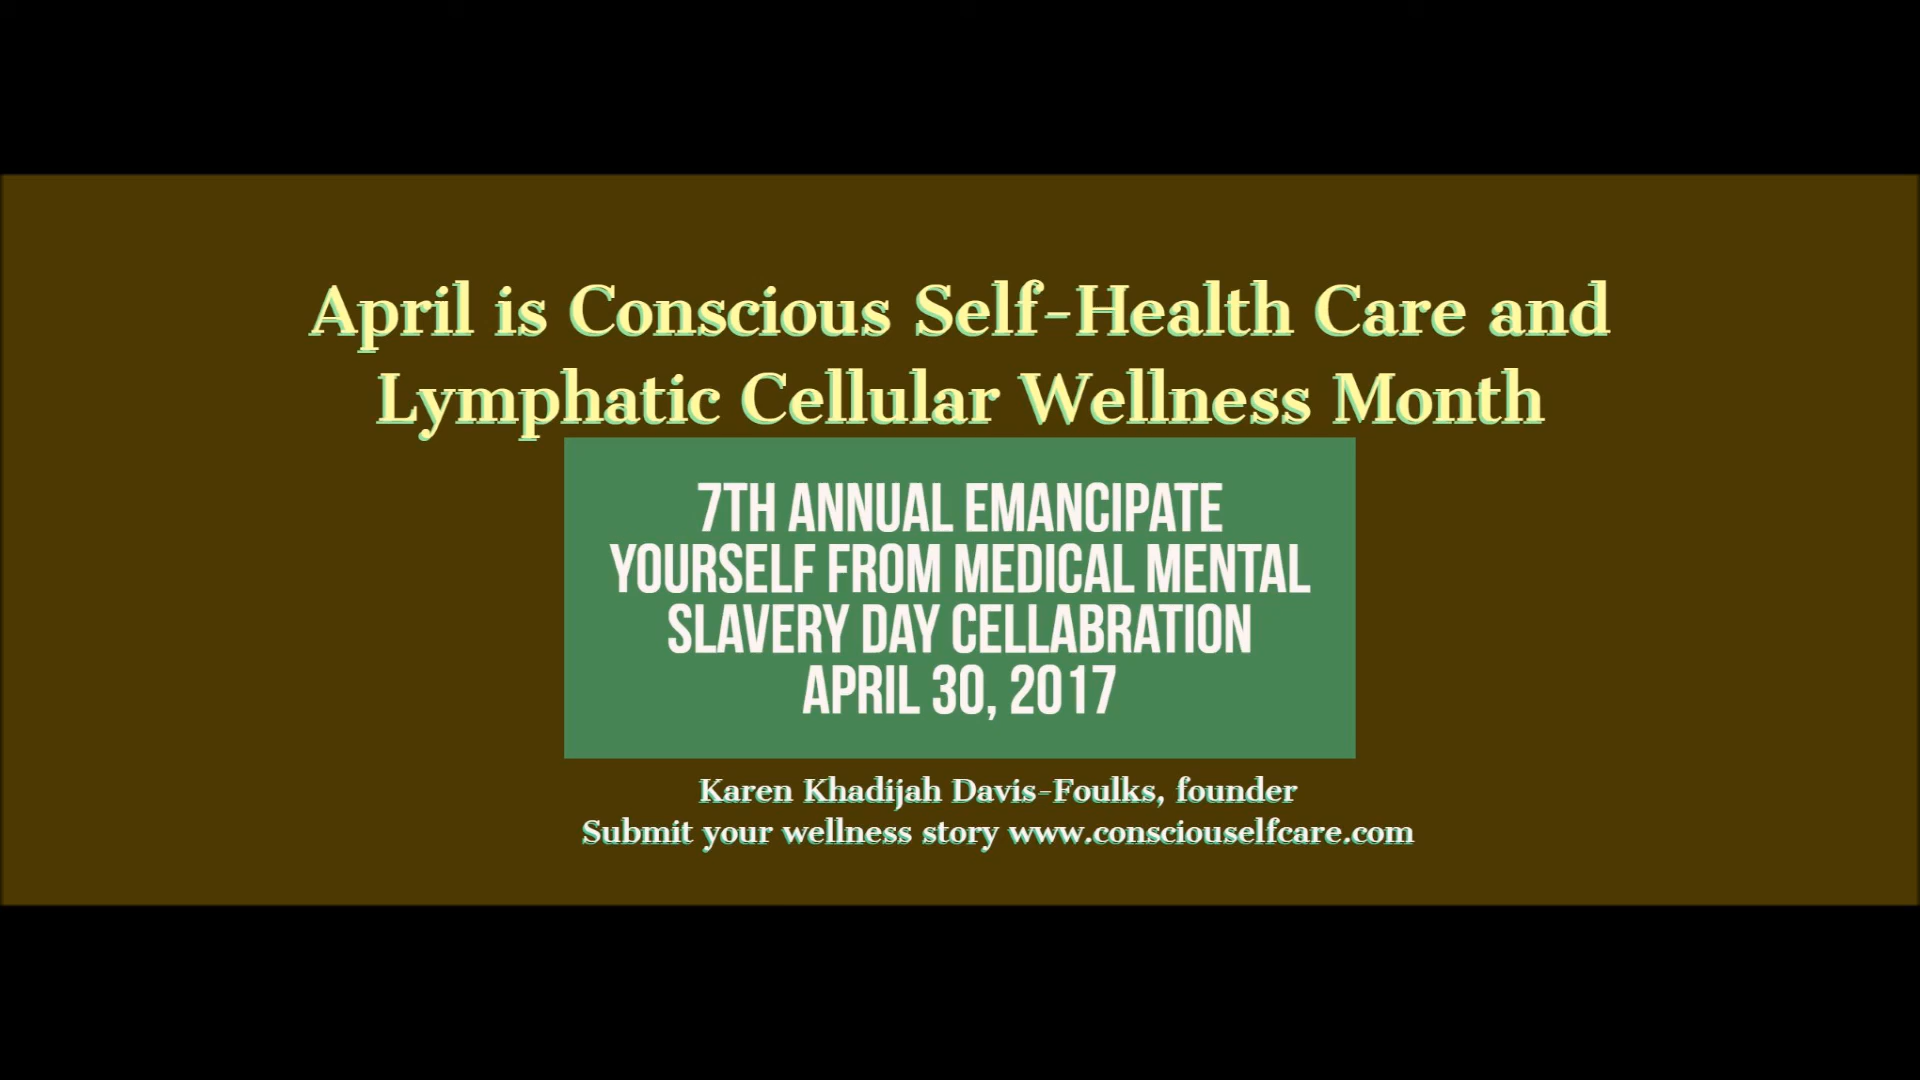 April is Conscious Self-Health Care and
Lymphatic Cellular Wellness Month
7TH ANNUAL EMANCIPATE
YOURSELF FROM MEDICAL MENTAL
SLAVERY DAY CELLABRATION
APRIL 30, 2017
Karen Khadijah Davis-Foulks, founder
Submit your wellness story www.consciouselfcare.com